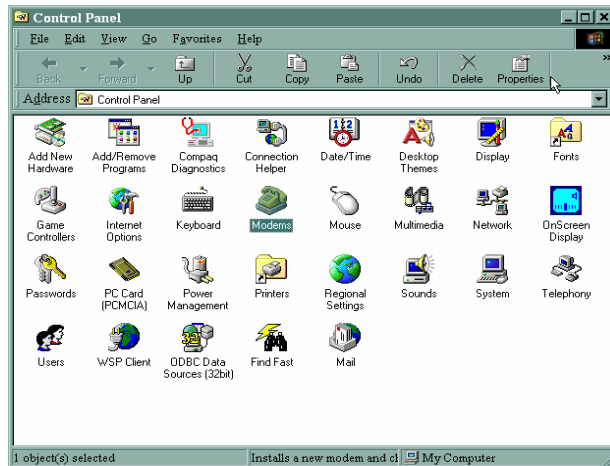 Control Panel
File Edit View Go Favorites Help
Back Forward Up Cut Copy Paste Undo Delete Properties »
Address Control Panel
Add New Hardware
Add/Remove Programs
Compaq Diagnostics
Connection Helper
Date/Time
Desktop Themes
Display
Fonts
Game Controllers
Internet Options
Keyboard
Modems
Mouse
Multimedia
Network
OnScreen Display
Passwords
PC Card (PCMCIA)
Power Management
Printers
Regional Settings
Sounds
System
Telephony
Users
WSP Client
ODBC Data Sources (32bit)
Find Fast
Mail
1 object(s) selected Installs a new modem and cl My Computer